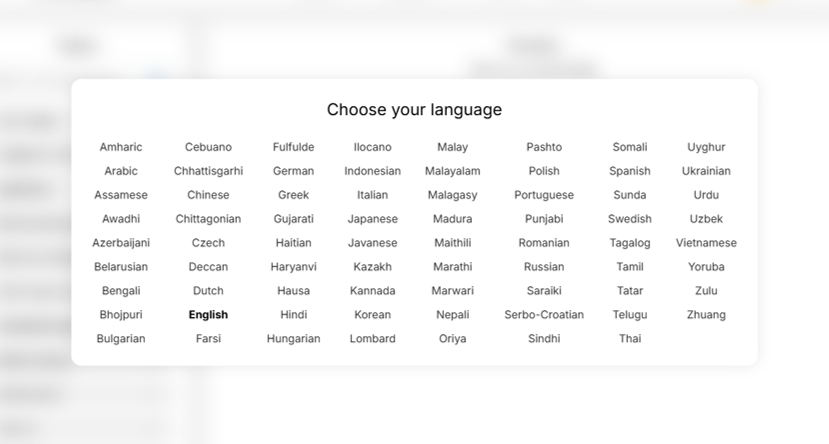 Choose your language
Amharic Cebuano Fulfulde Ilocano Malay Pashto Somali Uyghur
Arabic Chhattisgarhi German Indonesian Malayalam Polish Spanish Ukrainian
Assamese Chinese Greek Italian Malagasy Portuguese Sunda Urdu
Awadhi Chittagonian Gujarati Japanese Madura Punjabi Swedish Uzbek
Azerbaijani Czech Haitian Javanese Maithili Romanian Tagalog Vietnamese
Belarusian Deccan Haryanvi Kazakh Marathi Russian Tamil Yoruba
Bengali Dutch Hausa Kannada Marwari Saraiki Tatar Zulu
Bhojpuri English Hindi Korean Nepali Serbo-Croatian Telugu Zhuang
Bulgarian Farsi Hungarian Lombard Oriya Sindhi Thai